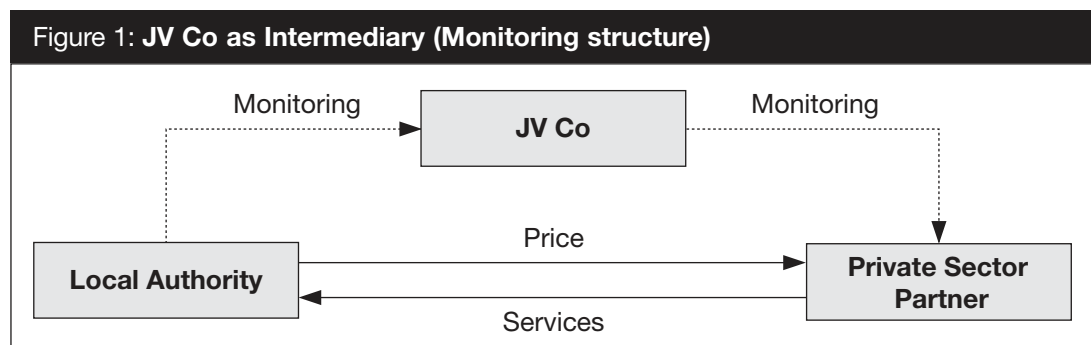 Figure 1: JV Co as Intermediary (Monitoring structure)
Monitoring
JV Co
Monitoring
Local Authority
Price
Services
Private Sector
Partner